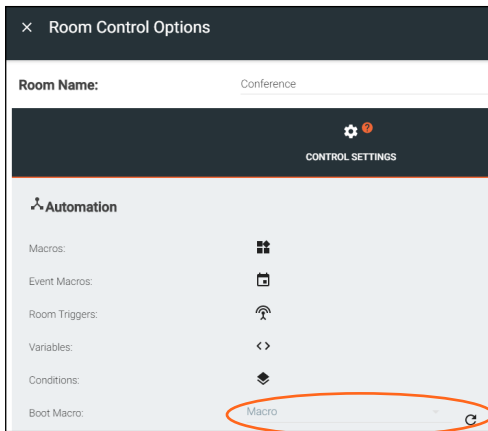 × Room Control Options
Room Name: Conference
?
CONTROL SETTINGS
Automation
Macros:
Event Macros:
Room Triggers:
Variables:
Conditions:
Boot Macro: Macro